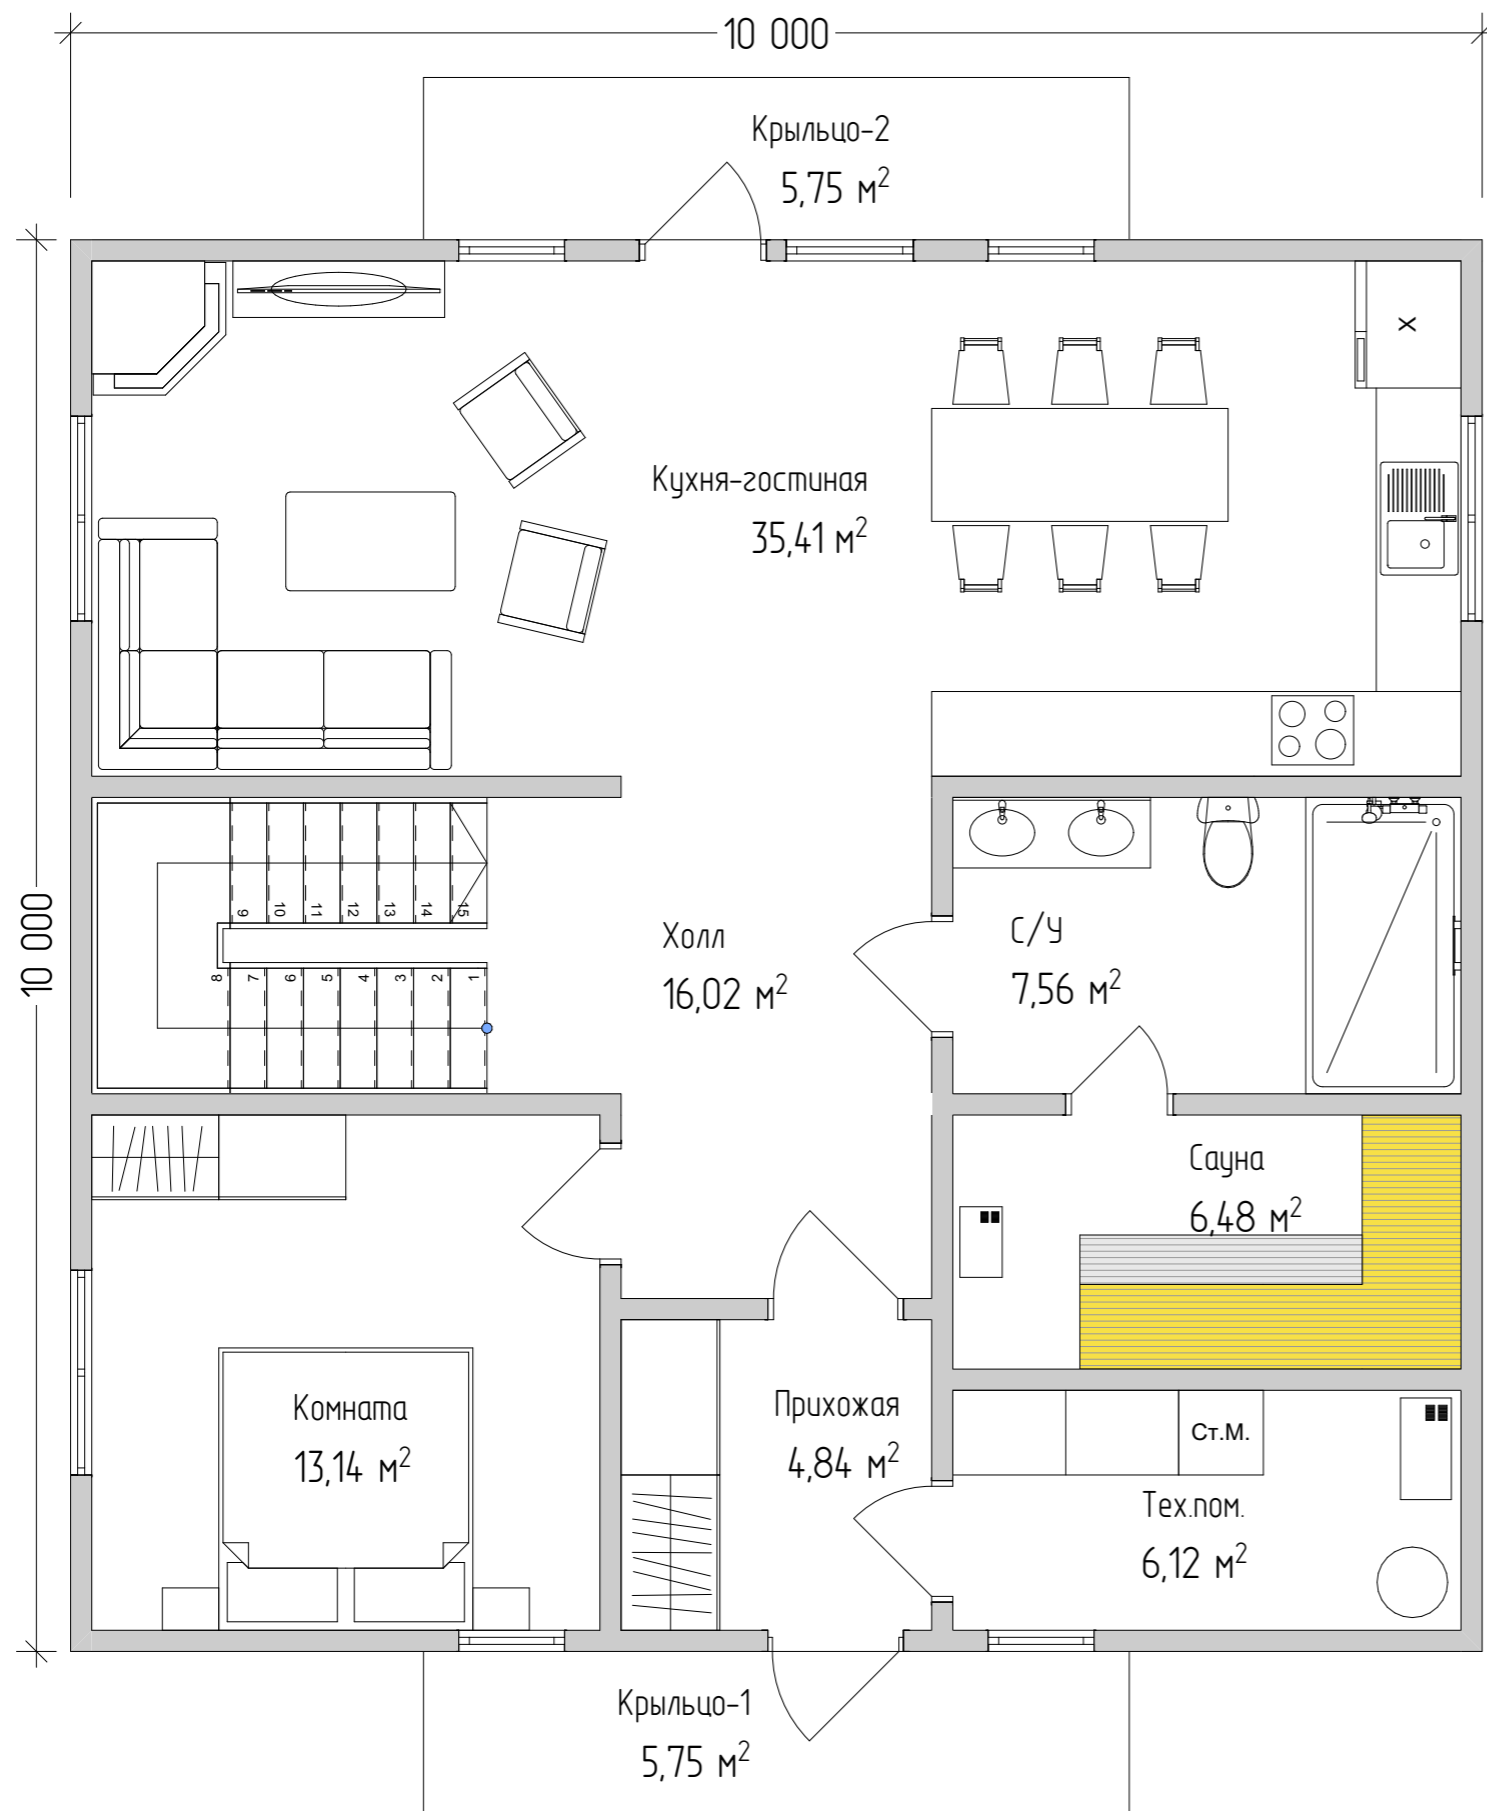 10 000
Крыльцо-2
5,75 м²
X
Кухня-гостиная
35,41 м²
9 10 11 12 13 14 15
8 7 6 5 4 3 2 1
10 000
Холл
16,02 м²
С/У
7,56 м²
Сауна
6,48 м²
Комната
13,14 м²
Прихожая
4,84 м²
Ст.М.
Тех.пом.
6,12 м²
Крыльцо-1
5,75 м²